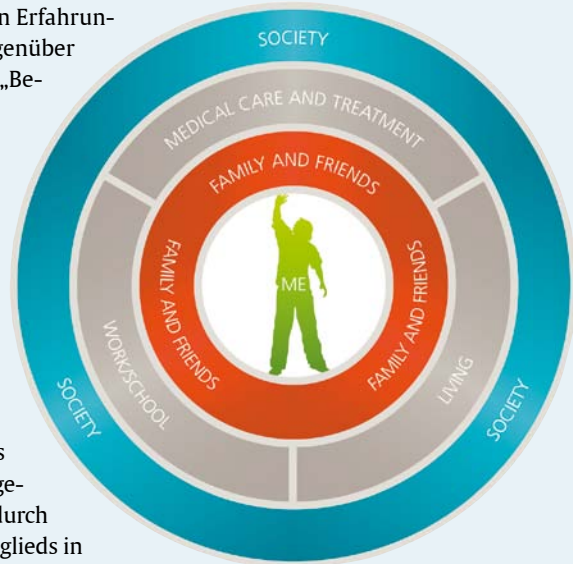 n Erfahrun-
genüber
„Be-
SOCIETY
MEDICAL CARE AND TREATMENT
FAMILY AND FRIENDS
ME
FAMILY AND FRIENDS
FAMILY AND FRIENDS
WORK/SCHOOL
LIVING
SOCIETY
SOCIETY
s
ge-
durch
glieds in